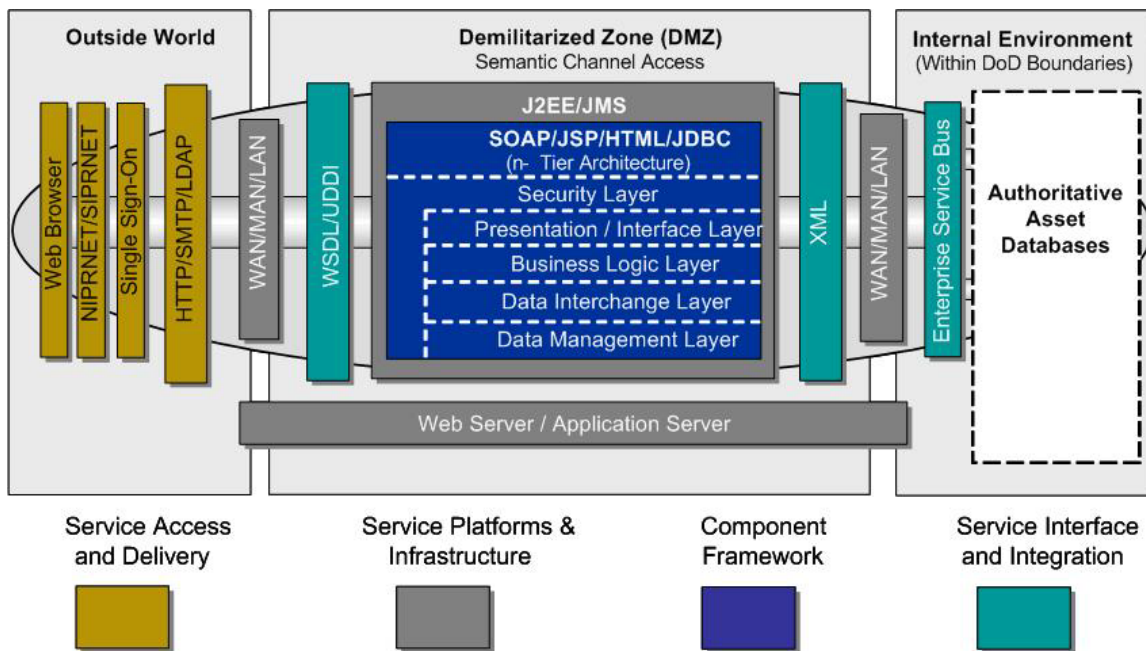 Outside World
Demilitarized Zone (DMZ)
Semantic Channel Access
Internal Environment
(Within DoD Boundaries)
Web Browser
NIPRNET/SIPRNET
Single Sign-On
HTTP/SMTP/LDAP
WAN/MAN/LAN
WSDL/UDDI
J2EE/JMS
SOAP/JSP/HTML/JDBC
(n- Tier Architecture)
Security Layer
Presentation / Interface Layer
Business Logic Layer
Data Interchange Layer
Data Management Layer
XML
WAN/MAN/LAN
Enterprise Service Bus
Authoritative
Asset
Databases
Web Server / Application Server
Service Access
and Delivery
Service Platforms &
Infrastructure
Component
Framework
Service Interface
and Integration